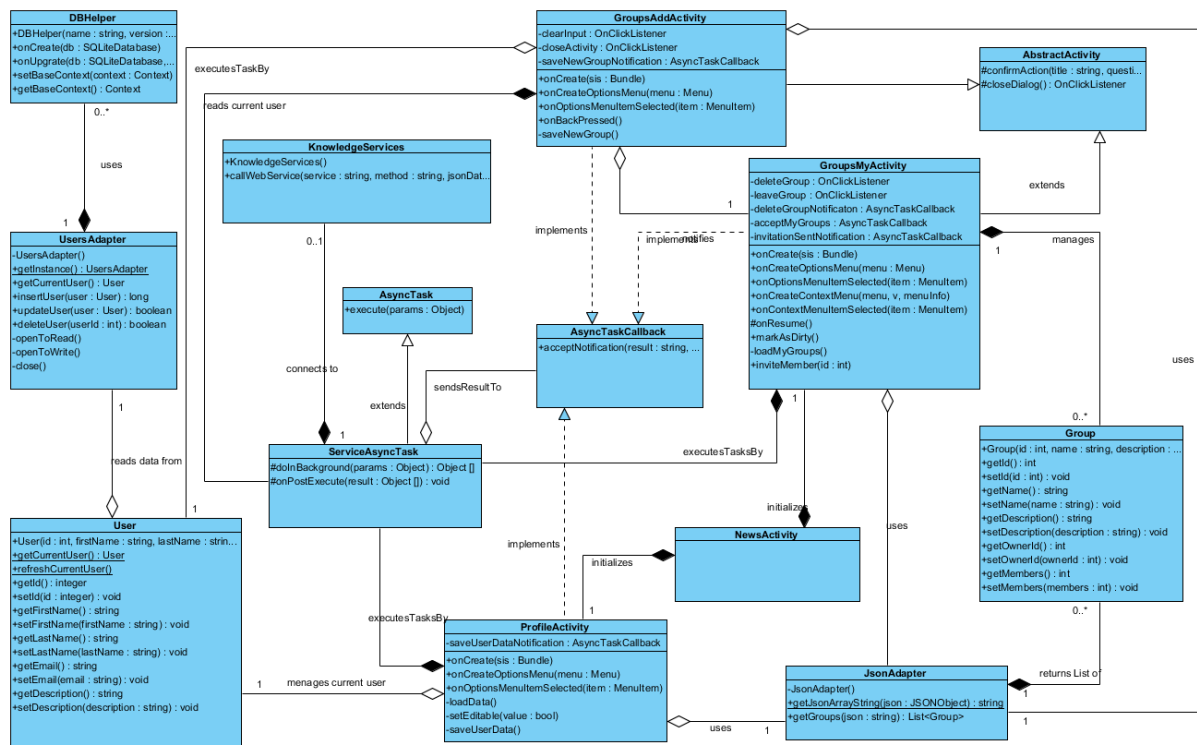 DBHelper
+DBHelper(name : string, version :...
+onCreate(db : SQLiteDatabase)
+onUpgrate(db : SQLiteDatabase,...
+setBaseContext(context : Context)
+getBaseContext() : Context
0..*
uses
1
UsersAdapter
-UsersAdapter()
+getInstance() : UsersAdapter
+getCurrentUser() : User
+insertUser(user : User) : long
+updateUser(user : User) : boolean
+deleteUser(userId : int) : boolean
-openToRead()
-openToWrite()
-close()
1
reads data from
1
User
+User(id : int, firstName : string, lastName : strin...
+getCurrentUser() : User
+refreshCurrentUser()
+getId() : integer
+setId(id : integer) : void
+getFirstName() : string
+setFirstName(firstName : string) : void
+getLastName() : string
+setLastName(lastName : string) : void
+getEmail() : string
+setEmail(email : string) : void
+getDescription() : string
+setDescription(description : string) : void
1
menages current user
executesTaskBy
reads current user
KnowledgeServices
+KnowledgeServices()
+callWebService(service : string, method : string, jsonDat...
0..1
connects to
1
AsyncTask
+execute(params : Object)
extends
sendsResultTo
ServiceAsyncTask
#doInBackground(params : Object) : Object []
#onPostExecute(result : Object []) : void
executesTasksBy
executesTasksBy
GroupsAddActivity
-clearInput : OnClickListener
-closeActivity : OnClickListener
-saveNewGroupNotification : AsyncTaskCallback
+onCreate(sis : Bundle)
+onCreateOptionsMenu(menu : Menu)
+onOptionsMenuItemSelected(item : MenuItem)
+onBackPressed()
-saveNewGroup()
1
implements
implements
notifies
AsyncTaskCallback
+acceptNotification(result : string, ...
implements
AbstractActivity
#confirmAction(title : string, questi...
#closeDialog() : OnClickListener
extends
GroupsMyActivity
-deleteGroup : OnClickListener
-leaveGroup : OnClickListener
-deleteGroupNotificaton : AsyncTaskCallback
-acceptMyGroups : AsyncTaskCallback
-invitationSentNotification : AsyncTaskCallback
+onCreate(sis : Bundle)
+onCreateOptionsMenu(menu : Menu)
+onOptionsMenuItemSelected(item : MenuItem)
+onCreateContextMenu(menu, v, menuInfo)
+onContextMenuItemSelected(item : MenuItem)
#onResume()
+markAsDirty()
-loadMyGroups()
+inviteMember(id : int)
manages
1
uses
1
0..*
Group
+Group(id : int, name : string, description : ...
+getId() : int
+setId(id : int) : void
+getName() : string
+setName(name : string) : void
+getDescription() : string
+setDescription(description : string) : void
+getOwnerId() : int
+setOwnerId(ownerId : int) : void
+getMembers() : int
+setMembers(members : int) : void
0..*
initializes
uses
NewsActivity
initializes
1
ProfileActivity
-saveUserDataNotification : AsyncTaskCallback
+onCreate(sis : Bundle)
+onCreateOptionsMenu(menu : Menu)
+onOptionsMenuItemSelected(item : MenuItem)
-loadData()
-setEditable(value : bool)
-saveUserData()
uses
1
JsonAdapter
-JsonAdapter()
+getJsonArrayString(json : JSONObject) : string
+getGroups(json : string) : List<Group>
returns List of
1
1